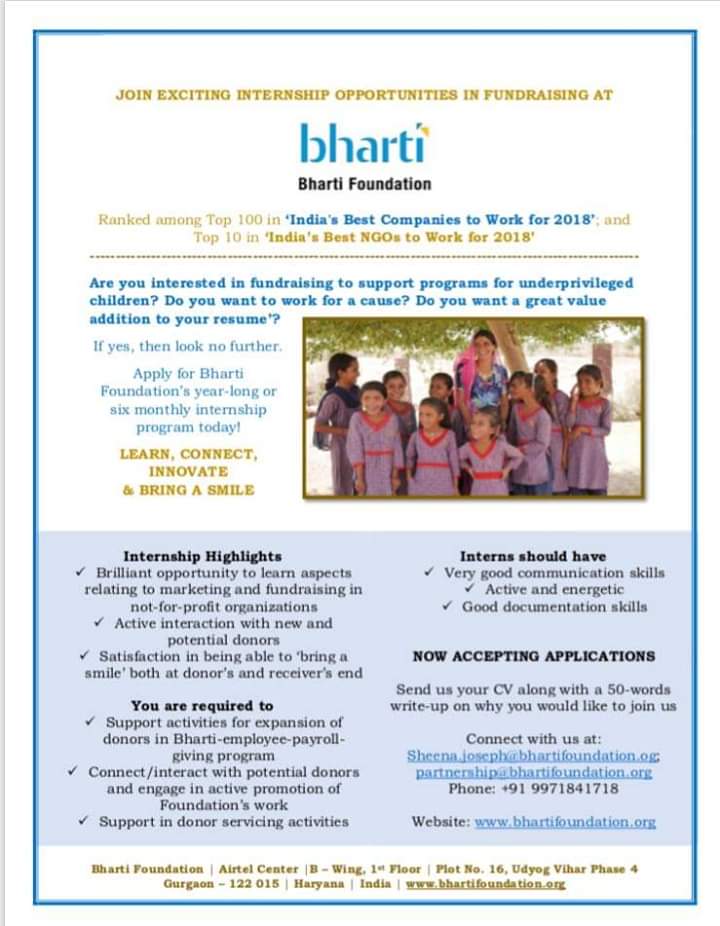 JOIN EXCITING INTERNSHIP OPPORTUNITIES IN FUNDRAISING AT
bharti
Bharti Foundation
Ranked among Top 100 in ‘India's Best Companies to Work for 2018’; and
Top 10 in ‘India’s Best NGOs to Work for 2018’
Are you interested in fundraising to support programs for underprivileged
children? Do you want to work for a cause? Do you want a great value
addition to your resume’?
If yes, then look no further.
Apply for Bharti
Foundation’s year-long or
six monthly internship
program today!
LEARN, CONNECT,
INNOVATE
& BRING A SMILE
Internship Highlights
✓ Brilliant opportunity to learn aspects
relating to marketing and fundraising in
not-for-profit organizations
✓ Active interaction with new and
potential donors
✓ Satisfaction in being able to ‘bring a
smile’ both at donor’s and receiver’s end
You are required to
✓ Support activities for expansion of
donors in Bharti-employee-payroll-
giving program
✓ Connect/interact with potential donors
and engage in active promotion of
Foundation’s work
✓ Support in donor servicing activities
Interns should have
✓ Very good communication skills
✓ Active and energetic
✓ Good documentation skills
NOW ACCEPTING APPLICATIONS
Send us your CV along with a 50-words
write-up on why you would like to join us
Connect with us at:
Sheena.joseph@bhartifoundation.og;
partnership@bhartifoundation.org
Phone: +91 9971841718
Website: www.bhartifoundation.org
Bharti Foundation | Airtel Center |B – Wing, 1st Floor | Plot No. 16, Udyog Vihar Phase 4
Gurgaon – 122 015 | Haryana | India | www.bhartifoundation.org